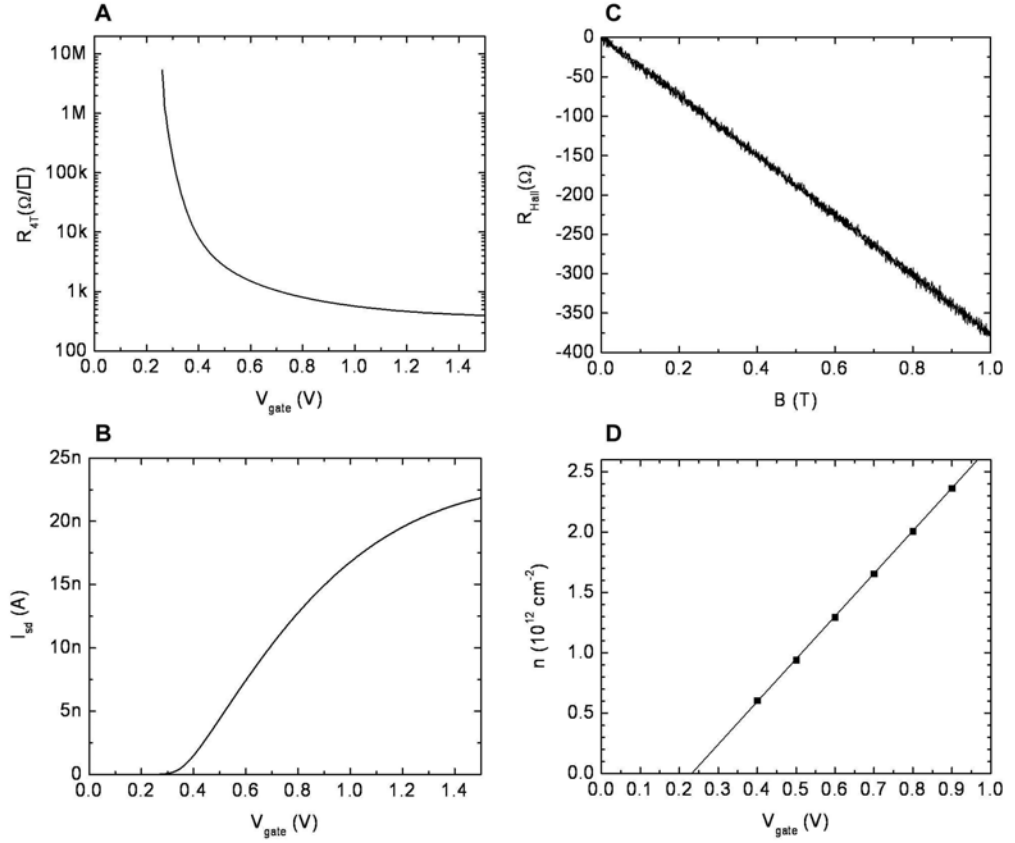 A
10M
1M
100k
10k
1k
100
R4T(Ω/□)
0.0 0.2 0.4 0.6 0.8 1.0 1.2 1.4
Vgate (V)
C
0
-50
-100
-150
-200
-250
-300
-350
-400
RHall(Ω)
0.0 0.2 0.4 0.6 0.8 1.0
B (T)
B
25n
20n
15n
10n
5n
0
Isd (A)
0.0 0.2 0.4 0.6 0.8 1.0 1.2 1.4
Vgate (V)
D
2.5
2.0
1.5
1.0
0.5
0.0
n (10¹² cm⁻²)
0.0 0.1 0.2 0.3 0.4 0.5 0.6 0.7 0.8 0.9 1.0
Vgate (V)